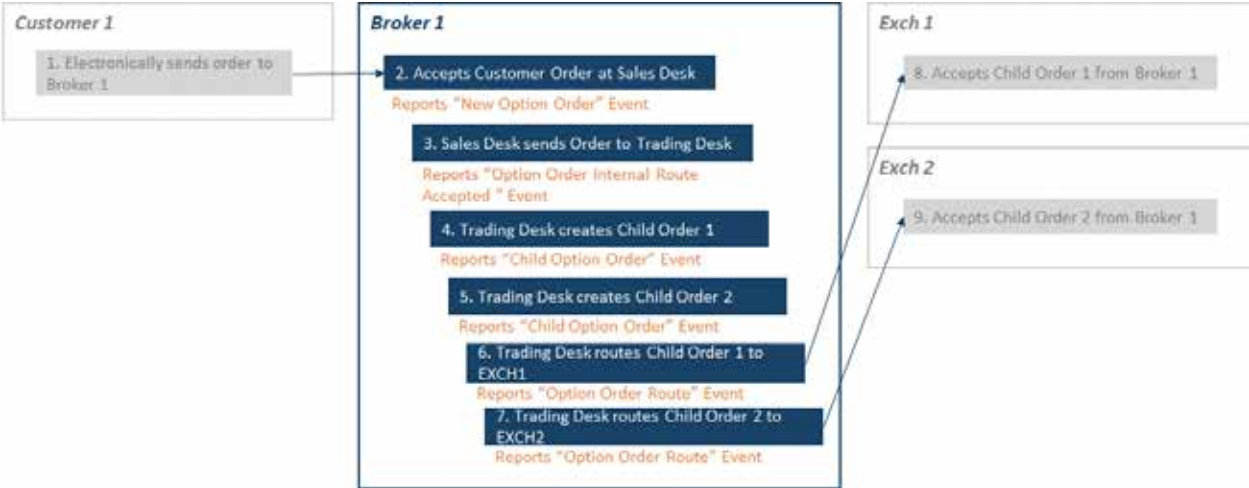 Customer 1
1. Electronically sends order to
Broker 1
Broker 1
2. Accepts Customer Order at Sales Desk
Reports "New Option Order" Event
3. Sales Desk sends Order to Trading Desk
Reports "Option Order Internal Route
Accepted " Event
4. Trading Desk creates Child Order 1
Reports "Child Option Order" Event
5. Trading Desk creates Child Order 2
Reports "Child Option Order" Event
6. Trading Desk routes Child Order 1 to
EXCH1
Reports "Option Order Route" Event
7. Trading Desk routes Child Order 2 to
EXCH2
Reports "Option Order Route" Event
Exch 1
8. Accepts Child Order 1 from Broker 1
Exch 2
9. Accepts Child Order 2 from Broker 1